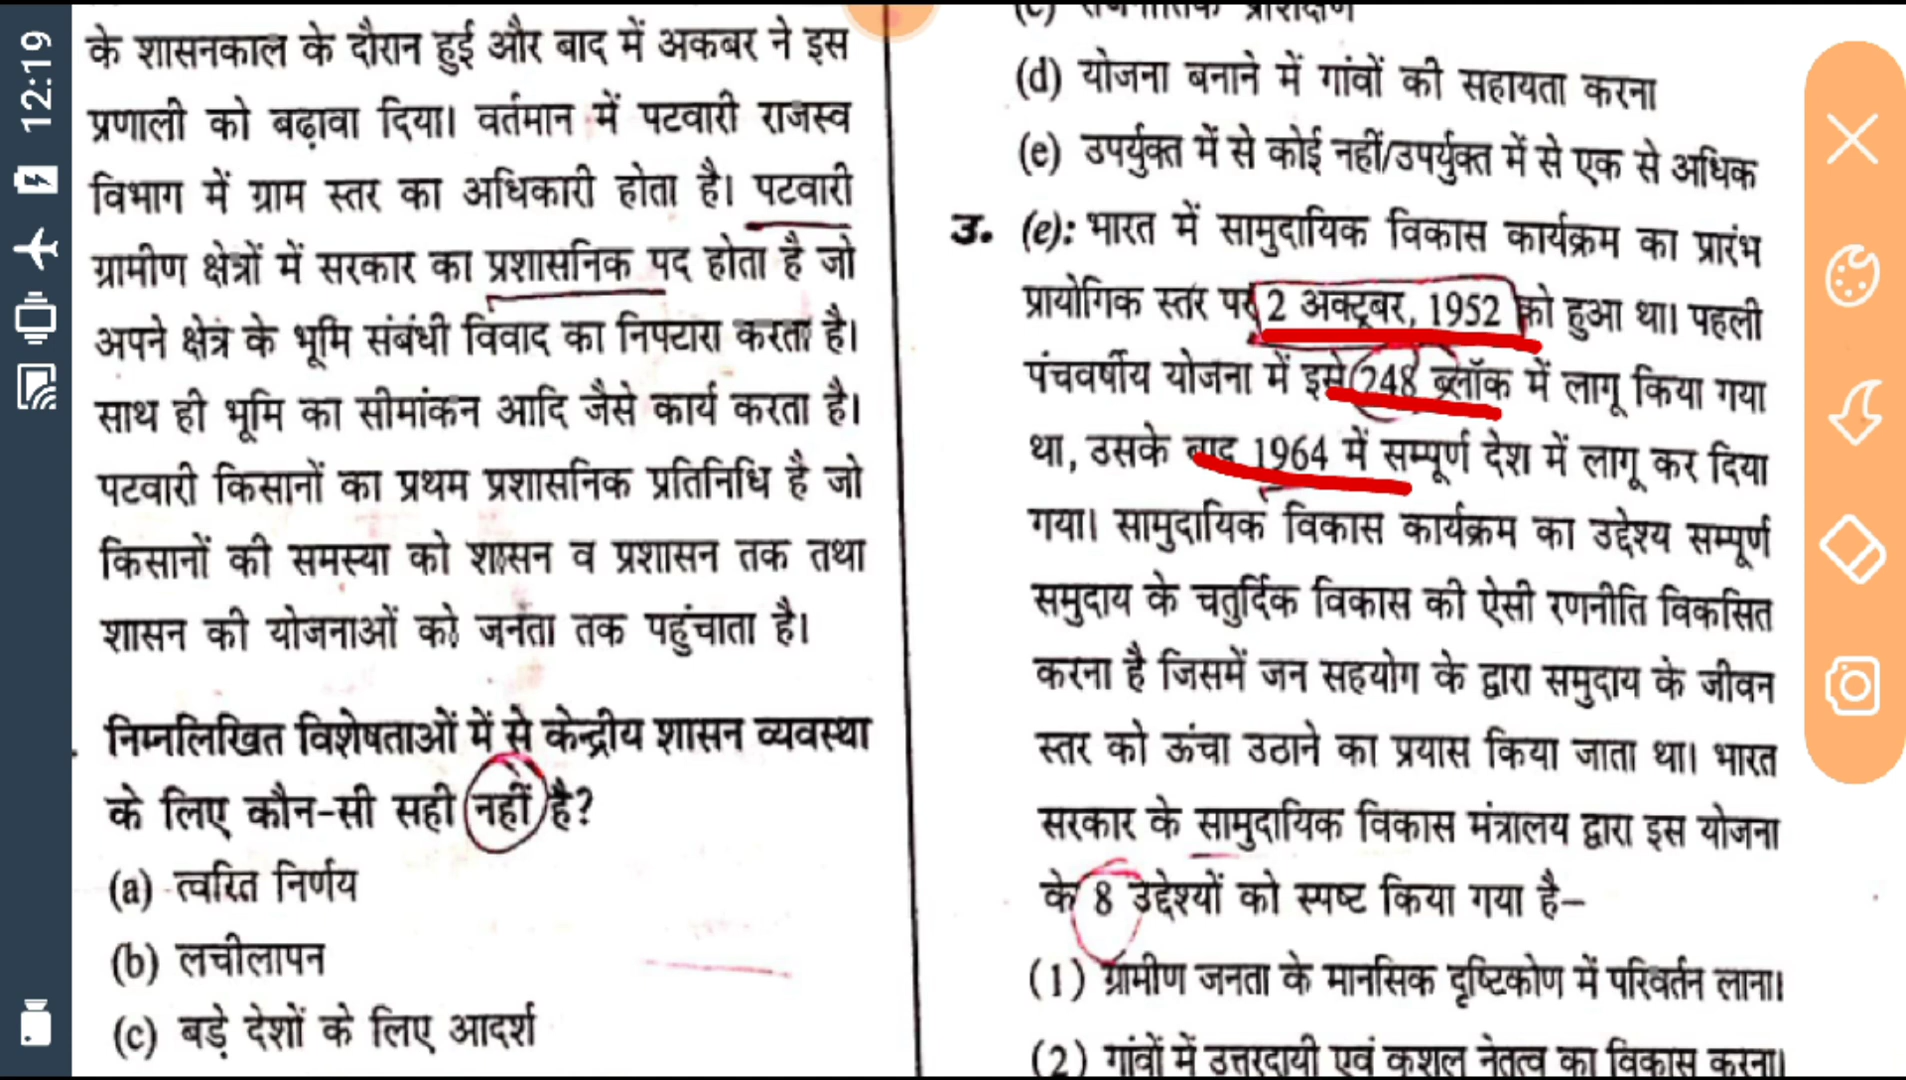 12:19
के शासनकाल के दौरान हुई और बाद में अकबर ने इस
प्रणाली को बढ़ावा दिया। वर्तमान में पटवारी राजस्व
विभाग में ग्राम स्तर का अधिकारी होता है। पटवारी
ग्रामीण क्षेत्रों में सरकार का प्रशासनिक पद होता है जो
अपने क्षेत्र के भूमि संबंधी विवाद का निपटारा करता है।
साथ ही भूमि का सीमांकन आदि जैसे कार्य करता है।
पटवारी किसानों का प्रथम प्रशासनिक प्रतिनिधि है जो
किसानों की समस्या को शासन व प्रशासन तक तथा
शासन की योजनाओं को जनता तक पहुंचाता है।
निम्नलिखित विशेषताओं में से केन्द्रीय शासन व्यवस्था
के लिए कौन-सी सही नहीं है?
(a) त्वरित निर्णय
(b) लचीलापन
(c) बड़े देशों के लिए आदर्श
(c) राजनीतिक प्रशिक्षण
(d) योजना बनाने में गांवों की सहायता करना
(e) उपर्युक्त में से कोई नहीं/उपर्युक्त में से एक से अधिक
उ. (e): भारत में सामुदायिक विकास कार्यक्रम का प्रारंभ
प्रायोगिक स्तर पर 2 अक्टूबर, 1952 को हुआ था। पहली
पंचवर्षीय योजना में इसे 248 ब्लॉक में लागू किया गया
था, उसके बाद 1964 में सम्पूर्ण देश में लागू कर दिया
गया। सामुदायिक विकास कार्यक्रम का उद्देश्य सम्पूर्ण
समुदाय के चतुर्दिक विकास की ऐसी रणनीति विकसित
करना है जिसमें जन सहयोग के द्वारा समुदाय के जीवन
स्तर को ऊंचा उठाने का प्रयास किया जाता था। भारत
सरकार के सामुदायिक विकास मंत्रालय द्वारा इस योजना
के 8 उद्देश्यों को स्पष्ट किया गया है–
(1) ग्रामीण जनता के मानसिक दृष्टिकोण में परिवर्तन लाना।
(2) गांवों में उत्तरदायी एवं कुशल नेतृत्व का विकास करना।